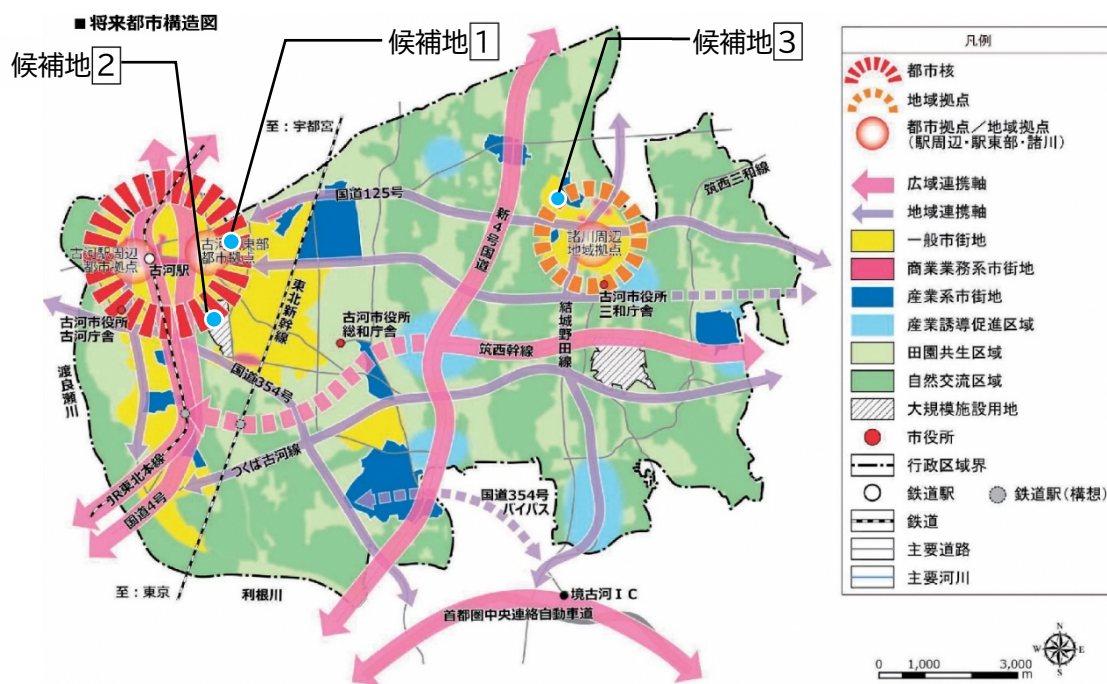 ■将来都市構造図
候補地1
候補地2
候補地3
至：宇都宮
国道125号
新4号国道
筑西三和線
古河駅周辺
都市拠点
古河駅東部
都市拠点
古河駅
諸川周辺
地域拠点
東北新幹線
古河市役所
古河庁舎
古河市役所
総和庁舎
古河市役所
三和庁舎
結城野田線
筑西幹線
国道354号
渡良瀬川
つくば古河線
JR東北本線
国道4号
国道354号
バイパス
至：東京
利根川
境古河IC
首都圏中央連絡自動車道
凡例
都市核
地域拠点
都市拠点／地域拠点
（駅周辺・駅東部・諸川）
広域連携軸
地域連携軸
一般市街地
商業業務系市街地
産業系市街地
産業誘導促進区域
田園共生区域
自然交流区域
大規模施設用地
市役所
行政区域界
鉄道駅
鉄道駅（構想）
鉄道
主要道路
主要河川
N
W
E
S
0 1,000 3,000
m